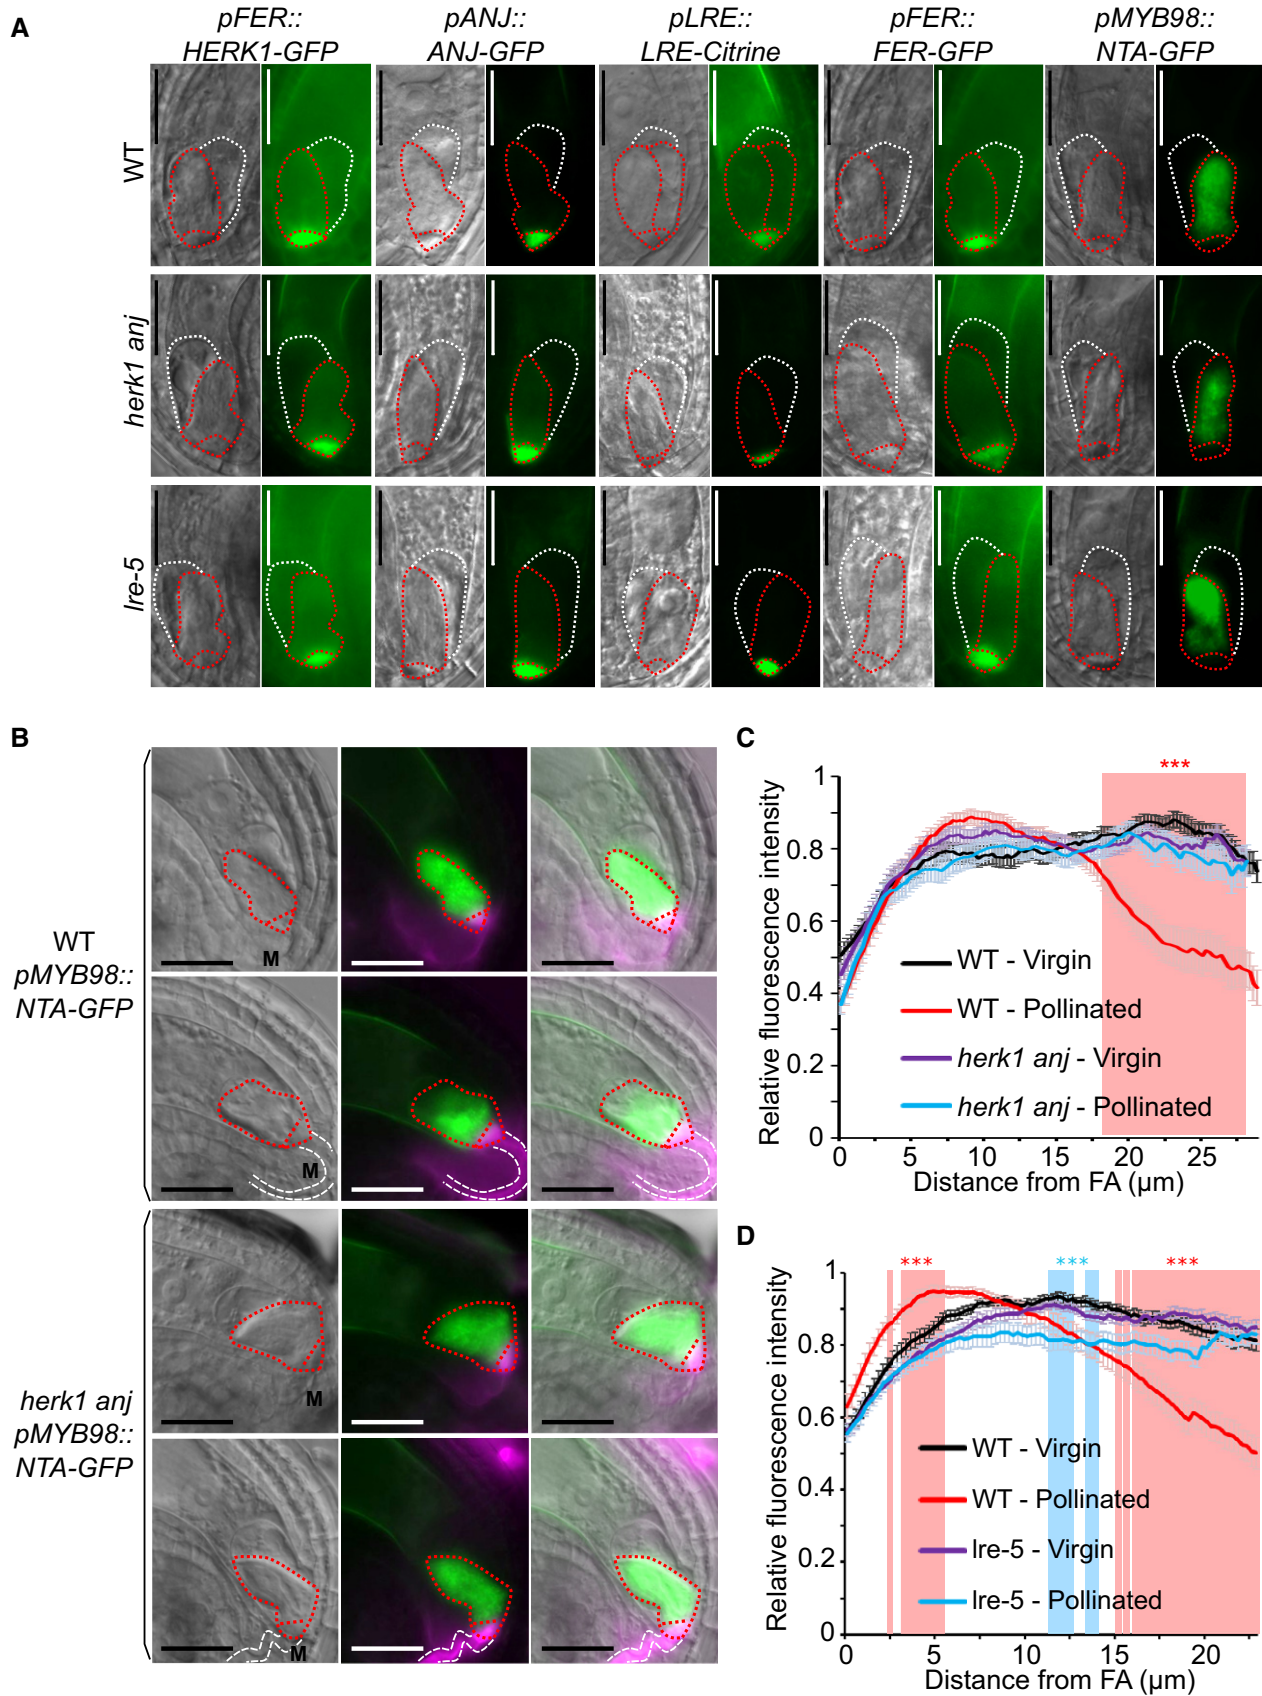 A
pFER::
HERK1-GFP
pANJ::
ANJ-GFP
pLRE::
LRE-Citrine
pFER::
FER-GFP
pMYB98::
NTA-GFP
WT
herk1 anj
lre-5
B
WT
pMYB98::
NTA-GFP
herk1 anj
pMYB98::
NTA-GFP
M
M
M
M
C
Relative fluorescence intensity
1
0.8
0.6
0.4
0.2
0
***
WT - Virgin
WT - Pollinated
herk1 anj - Virgin
herk1 anj - Pollinated
0 5 10 15 20 25
Distance from FA (µm)
D
Relative fluorescence intensity
1
0.8
0.6
0.4
0.2
0
*** *** ***
WT - Virgin
WT - Pollinated
lre-5 - Virgin
lre-5 - Pollinated
0 5 10 15 20
Distance from FA (µm)